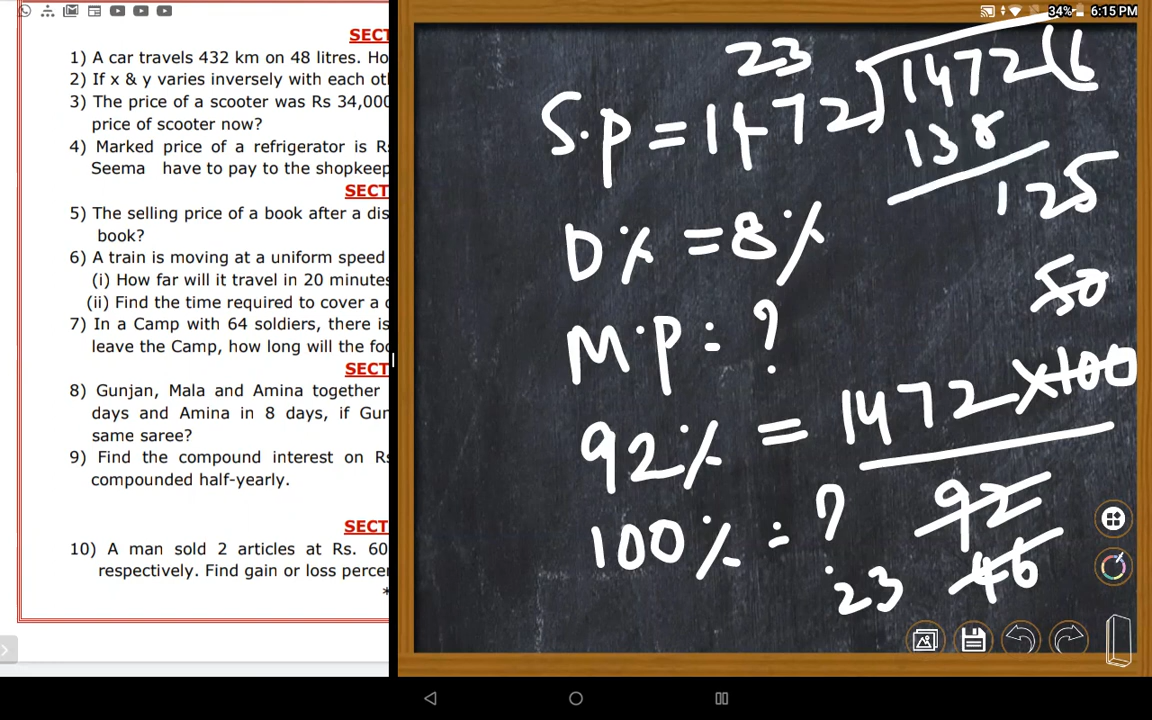 34% 6:15 PM
SECT
1) A car travels 432 km on 48 litres. Ho
2) If x & y varies inversely with each oth
3) The price of a scooter was Rs 34,000
price of scooter now?
4) Marked price of a refrigerator is Rs
Seema have to pay to the shopkeep
SECT
5) The selling price of a book after a dis
book?
6) A train is moving at a uniform speed
(i) How far will it travel in 20 minutes
(ii) Find the time required to cover a d
7) In a Camp with 64 soldiers, there is
leave the Camp, how long will the foo
SECT
8) Gunjan, Mala and Amina together
days and Amina in 8 days, if Gun
same saree?
9) Find the compound interest on Rs
compounded half-yearly.
SECT
10) A man sold 2 articles at Rs. 60
respectively. Find gain or loss percen
*
23 1472 (6
S.P = 1472
138
125
D% = 8%
50
M.P = ?
92% = 1472 ×100
92
100% = ?
23 46